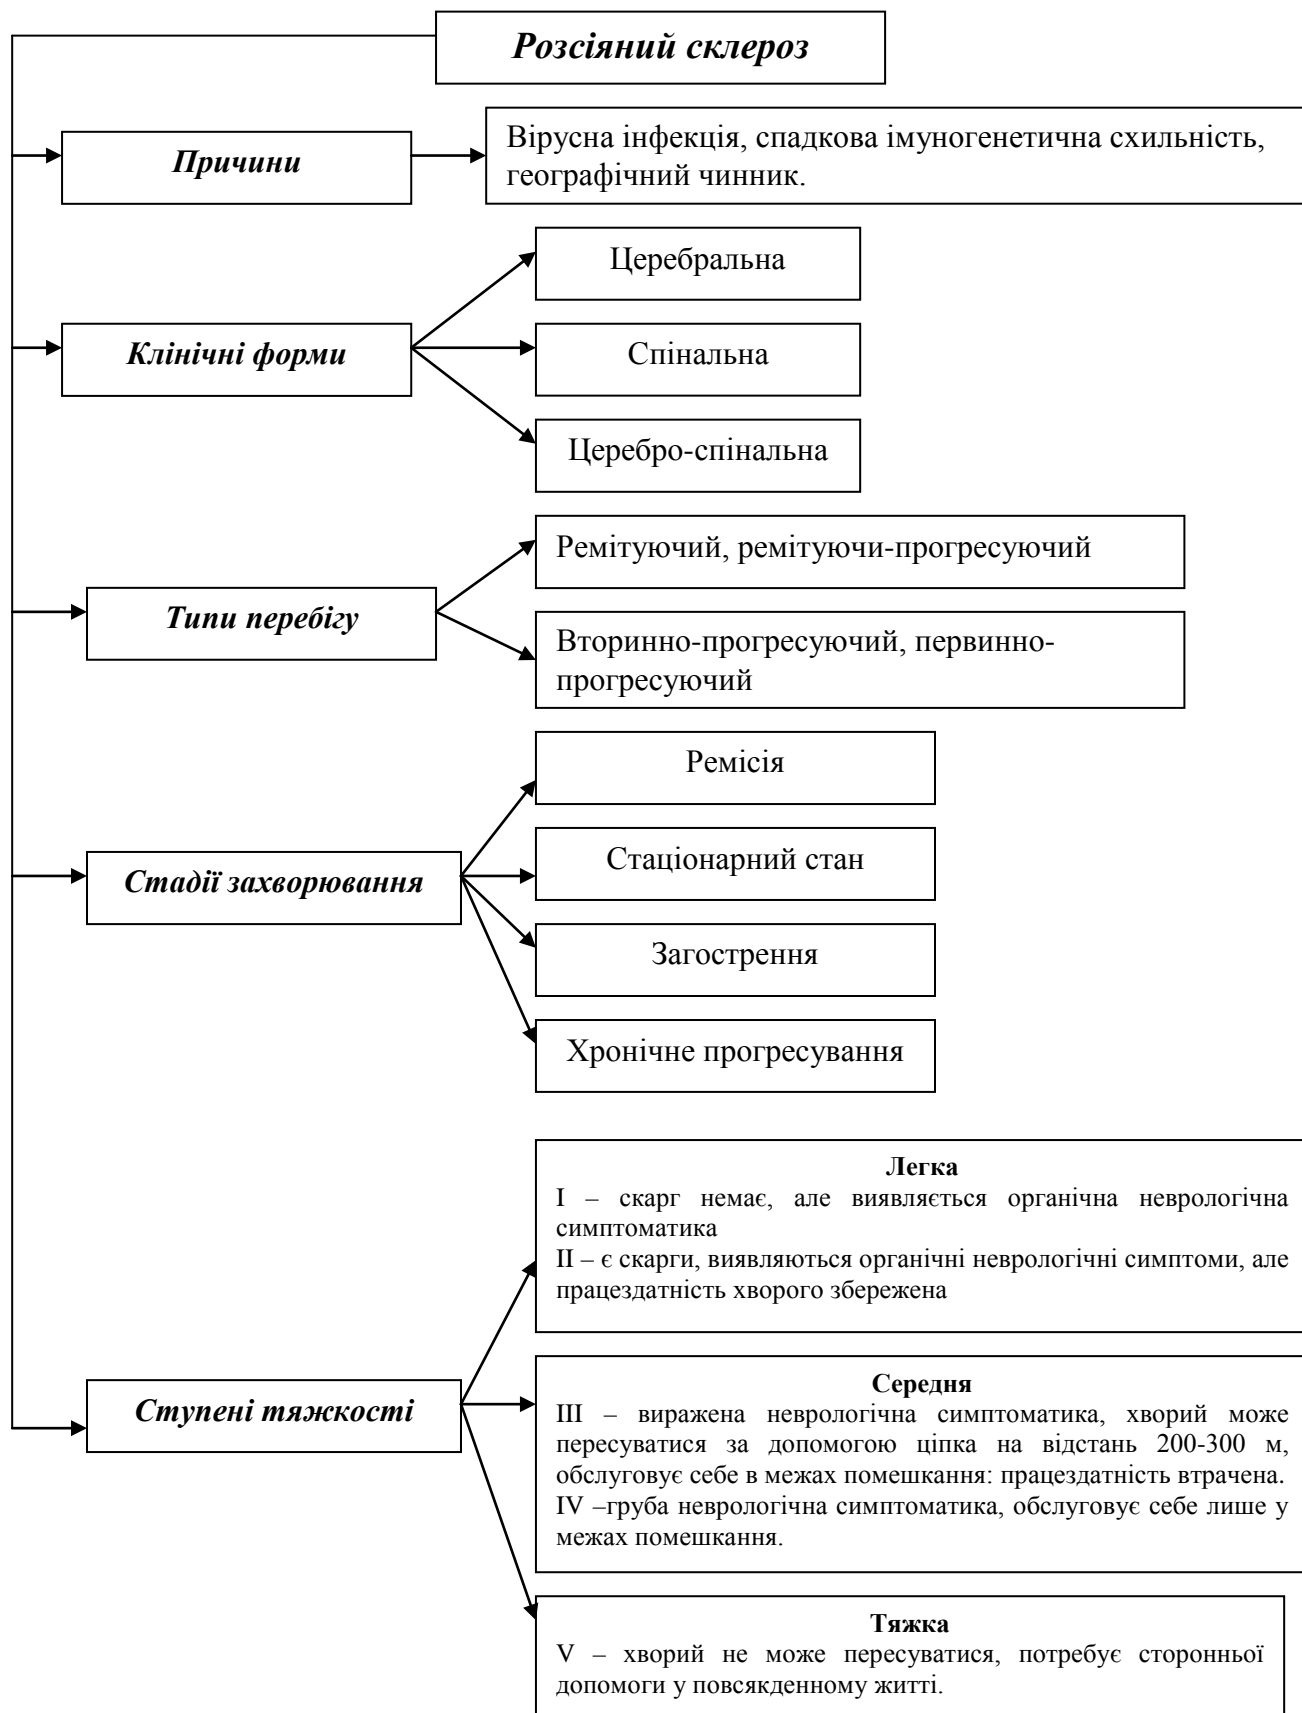 Розсіяний склероз
Причини
Вірусна інфекція, спадкова імуногенетична схильність,
географічний чинник.
Клінічні форми
Церебральна
Спінальна
Церебро-спінальна
Типи перебігу
Ремітуючий, ремітуючи-прогресуючий
Вторинно-прогресуючий, первинно-
прогресуючий
Стадії захворювання
Ремісія
Стаціонарний стан
Загострення
Хронічне прогресування
Ступені тяжкості
Легка
I – скарг немає, але виявляється органічна неврологічна
симптоматика
II – є скарги, виявляються органічні неврологічні симптоми, але
працездатність хворого збережена
Середня
III – виражена неврологічна симптоматика, хворий може
пересуватися за допомогою ціпка на відстань 200-300 м,
обслуговує себе в межах помешкання: працездатність втрачена.
IV –груба неврологічна симптоматика, обслуговує себе лише у
межах помешкання.
Тяжка
V – хворий не може пересуватися, потребує сторонньої
допомоги у повсякденному житті.